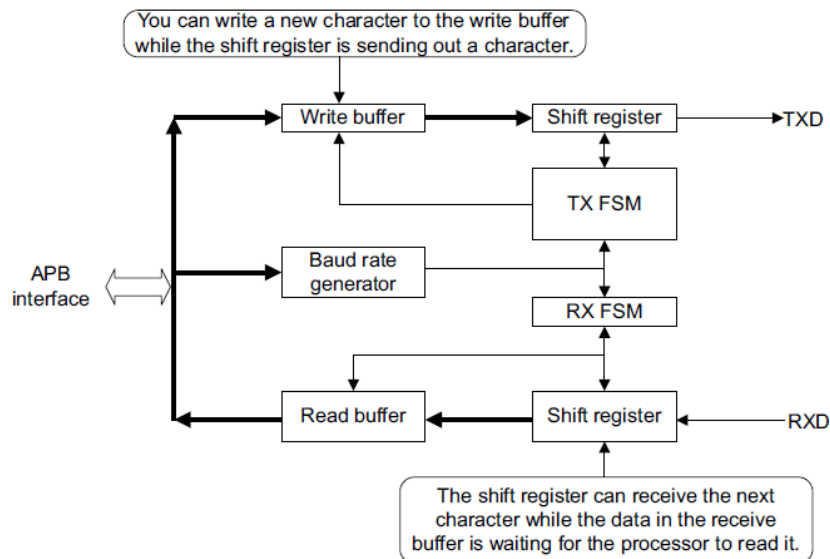 You can write a new character to the write buffer
while the shift register is sending out a character.
Write buffer
Shift register
TXD
TX FSM
APB
interface
Baud rate
generator
RX FSM
Read buffer
Shift register
RXD
The shift register can receive the next
character while the data in the receive
buffer is waiting for the processor to read it.